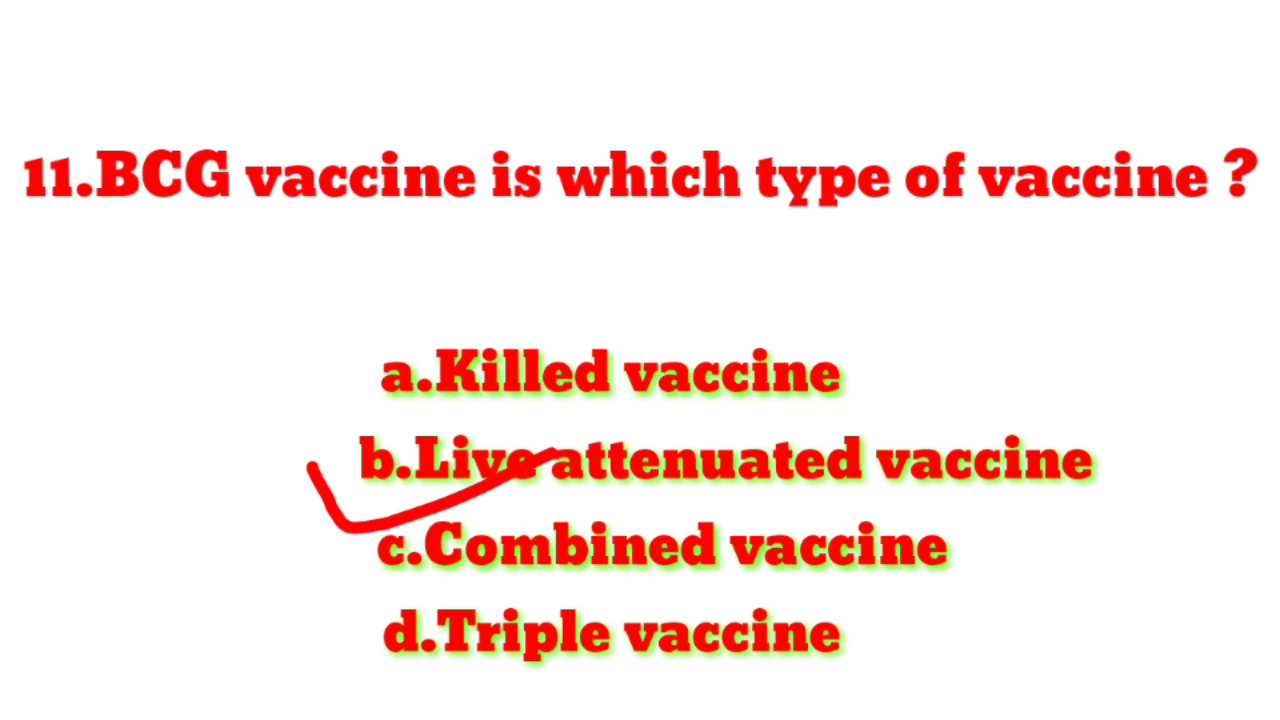 11.BCG vaccine is which type of vaccine ?
a.Killed vaccine
b.Live attenuated vaccine
c.Combined vaccine
d.Triple vaccine